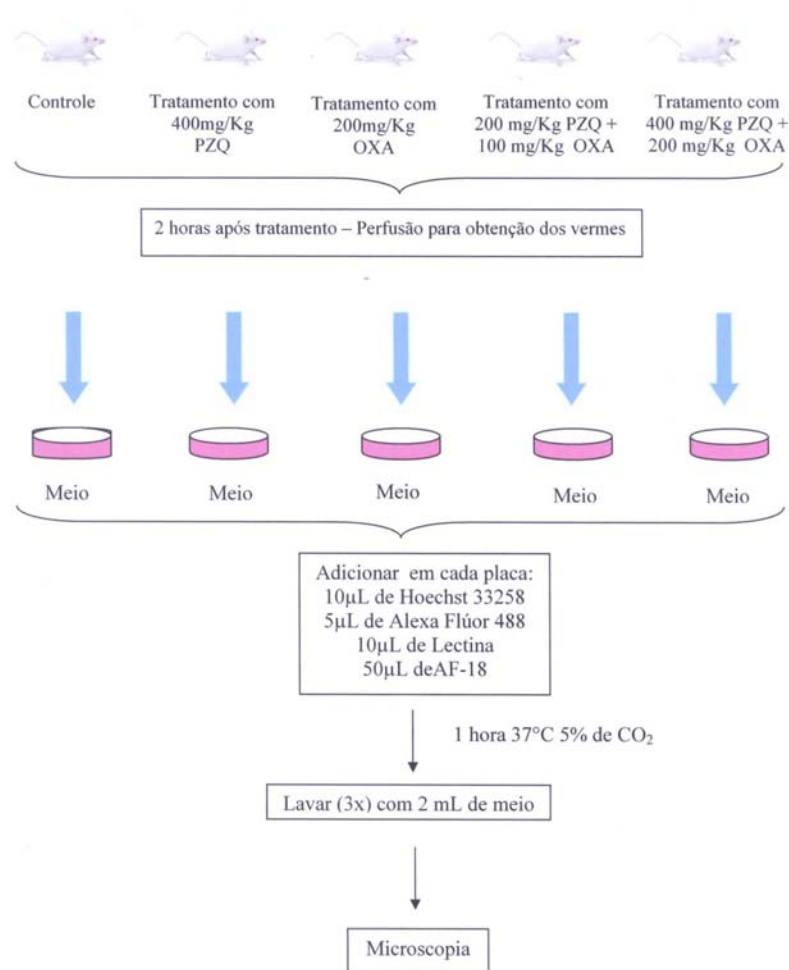 Controle
Tratamento com
400mg/Kg
PZQ
Tratamento com
200mg/Kg
OXA
Tratamento com
200 mg/Kg PZQ +
100 mg/Kg OXA
Tratamento com
400 mg/Kg PZQ +
200 mg/Kg OXA
2 horas após tratamento – Perfusão para obtenção dos vermes
Meio
Meio
Meio
Meio
Meio
Adicionar em cada placa:
10µL de Hoechst 33258
5µL de Alexa Flúor 488
10µL de Lectina
50µL deAF-18
1 hora 37°C 5% de CO₂
Lavar (3x) com 2 mL de meio
Microscopia